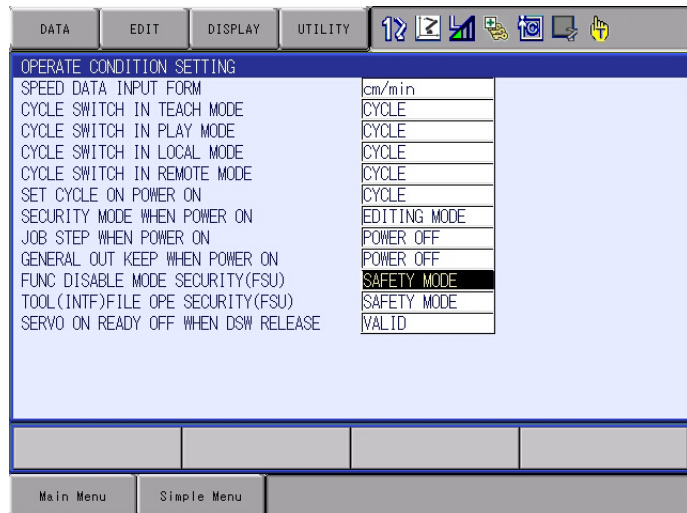 DATA EDIT DISPLAY UTILITY 12
OPERATE CONDITION SETTING
SPEED DATA INPUT FORM cm/min
CYCLE SWITCH IN TEACH MODE CYCLE
CYCLE SWITCH IN PLAY MODE CYCLE
CYCLE SWITCH IN LOCAL MODE CYCLE
CYCLE SWITCH IN REMOTE MODE CYCLE
SET CYCLE ON POWER ON CYCLE
SECURITY MODE WHEN POWER ON EDITING MODE
JOB STEP WHEN POWER ON POWER OFF
GENERAL OUT KEEP WHEN POWER ON POWER OFF
FUNC DISABLE MODE SECURITY(FSU) SAFETY MODE
TOOL(INTF)FILE OPE SECURITY(FSU) SAFETY MODE
SERVO ON READY OFF WHEN DSW RELEASE VALID
Main Menu Simple Menu